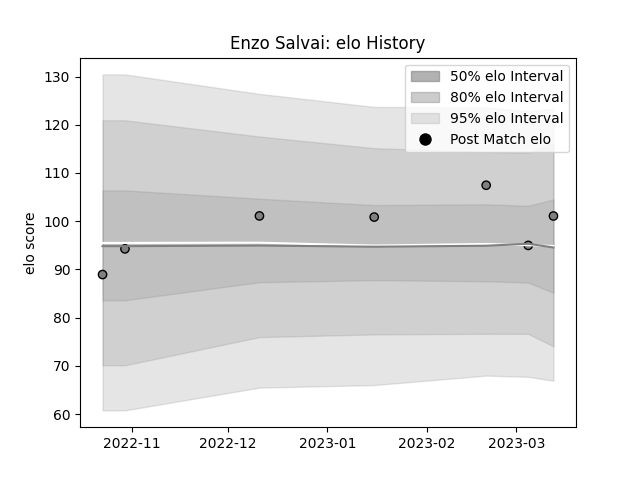 Enzo Salvai: elo History
50% elo Interval
80% elo Interval
95% elo Interval
Post Match elo
elo score
130
120
110
100
90
80
70
60
2022-11 2022-12 2023-01 2023-02 2023-03